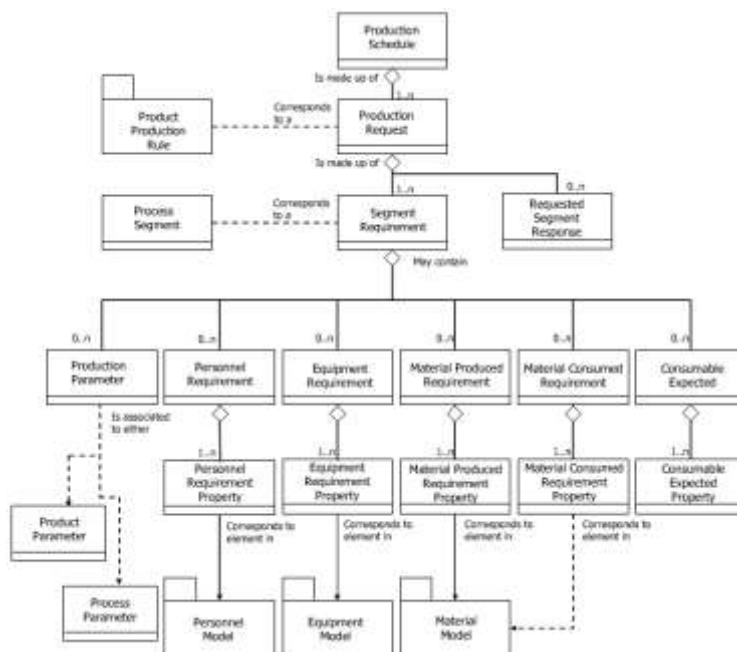 Production
Schedule
Is made up of
1..n
Product
Production
Rule
Corresponds
to a
Production
Request
Is made up of
1..n
0..n
Process
Segment
Corresponds
to a
Segment
Requirement
Requested
Segment
Response
May contain
0..n
0..n
0..n
0..n
0..n
0..n
Production
Parameter
Personnel
Requirement
Equipment
Requirement
Material Produced
Requirement
Material Consumed
Requirement
Consumable
Expected
Is associated
to either
1..n
1..n
1..n
1..n
1..n
Personnel
Requirement
Property
Equipment
Requirement
Property
Material Produced
Requirement
Property
Material Consumed
Requirement
Property
Consumable
Expected
Property
Product
Parameter
Corresponds to
element in
Corresponds to
element in
Corresponds to
element in
Corresponds to
element in
Process
Parameter
Personnel
Model
Equipment
Model
Material
Model